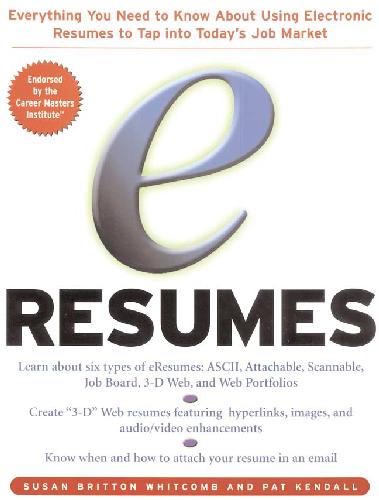 Everything You Need to Know About Using Electronic
Resumes to Tap into Today's Job Market
Endorsed
by the
Career Masters
Institute™
e
RESUMES
Learn about six types of eResumes: ASCII, Attachable, Scannable,
Job Board, 3-D Web, and Web Portfolios
Create “3-D” Web resumes featuring hyperlinks, images, and
audio/video enhancements
Know when and how to attach your resume in an email
SUSAN BRITTON WHITCOMB AND PAT KENDALL